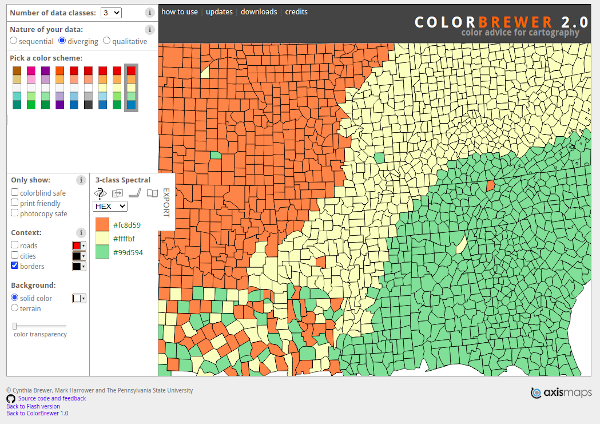 Number of data classes: 3 i
how to use | updates | downloads | credits
COLORBREWER 2.0
color advice for cartography
Nature of your data: i
sequential diverging qualitative
Pick a color scheme:
Only show: i
colorblind safe
print friendly
photocopy safe
Context: i
roads
cities
borders
Background:
solid color
terrain
color transparency
3-class Spectral
HEX
EXPORT
#fc8d59
#ffffbf
#99d594
© Cynthia Brewer, Mark Harrower and The Pennsylvania State University
Source code and feedback
Back to Flash version
Back to ColorBrewer 1.0
axismaps